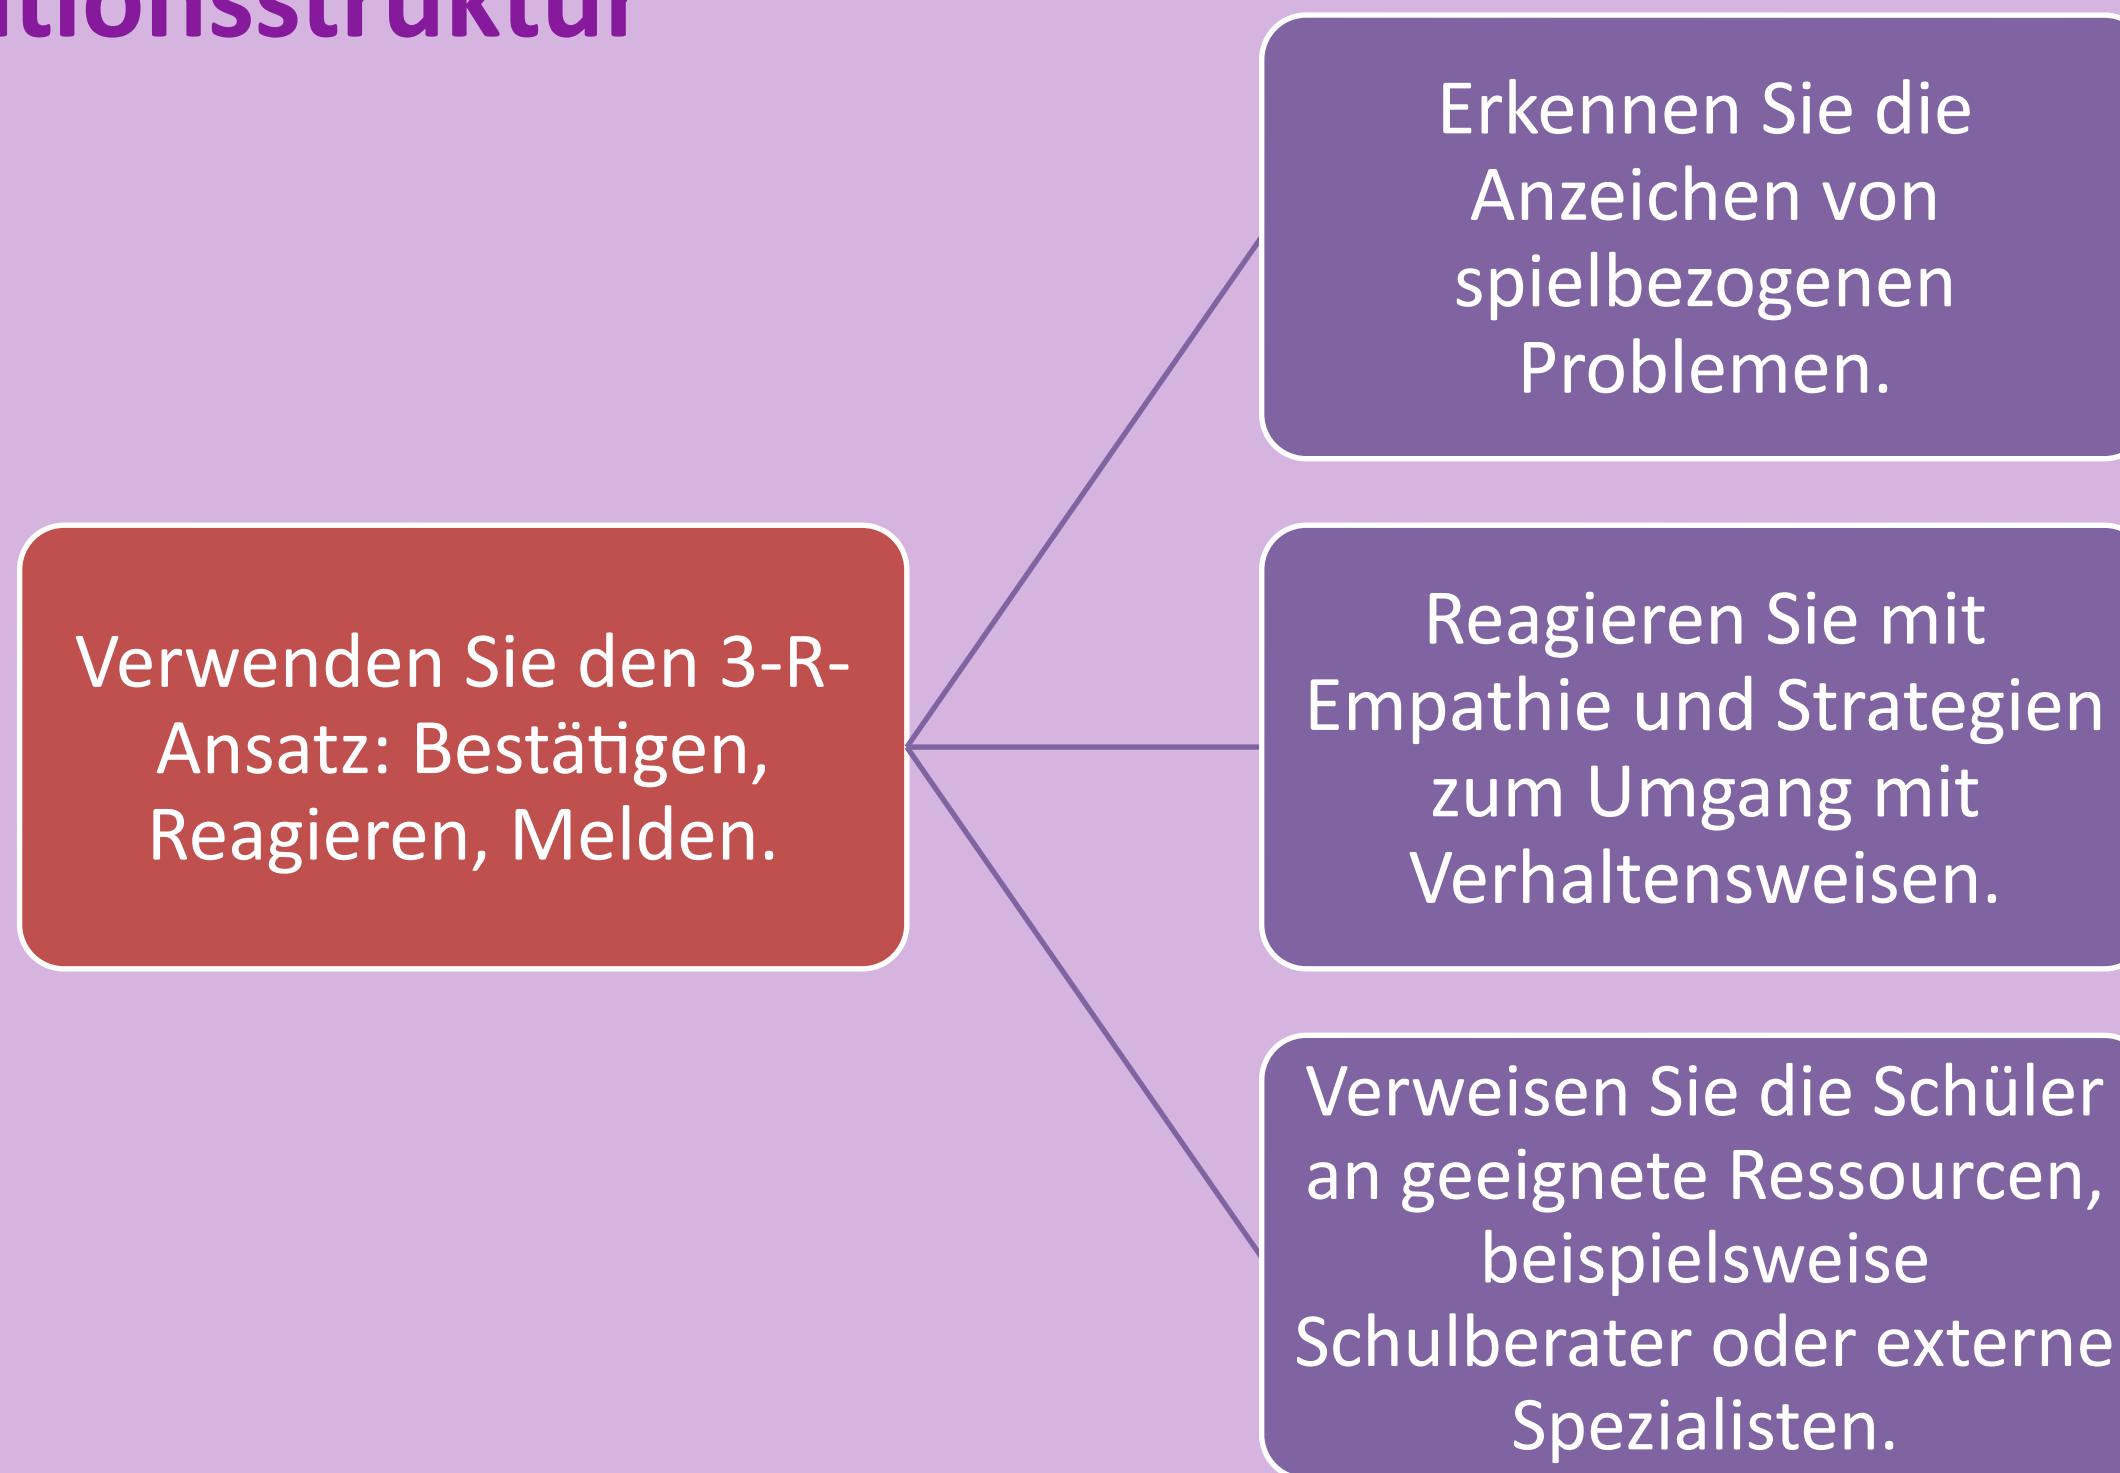 tionsstruktur
Verwenden Sie den 3-R-
Ansatz: Bestätigen,
Reagieren, Melden.
Erkennen Sie die
Anzeichen von
spielbezogenen
Problemen.
Reagieren Sie mit
Empathie und Strategien
zum Umgang mit
Verhaltensweisen.
Verweisen Sie die Schüler
an geeignete Ressourcen,
beispielsweise
Schulberater oder externe
Spezialisten.